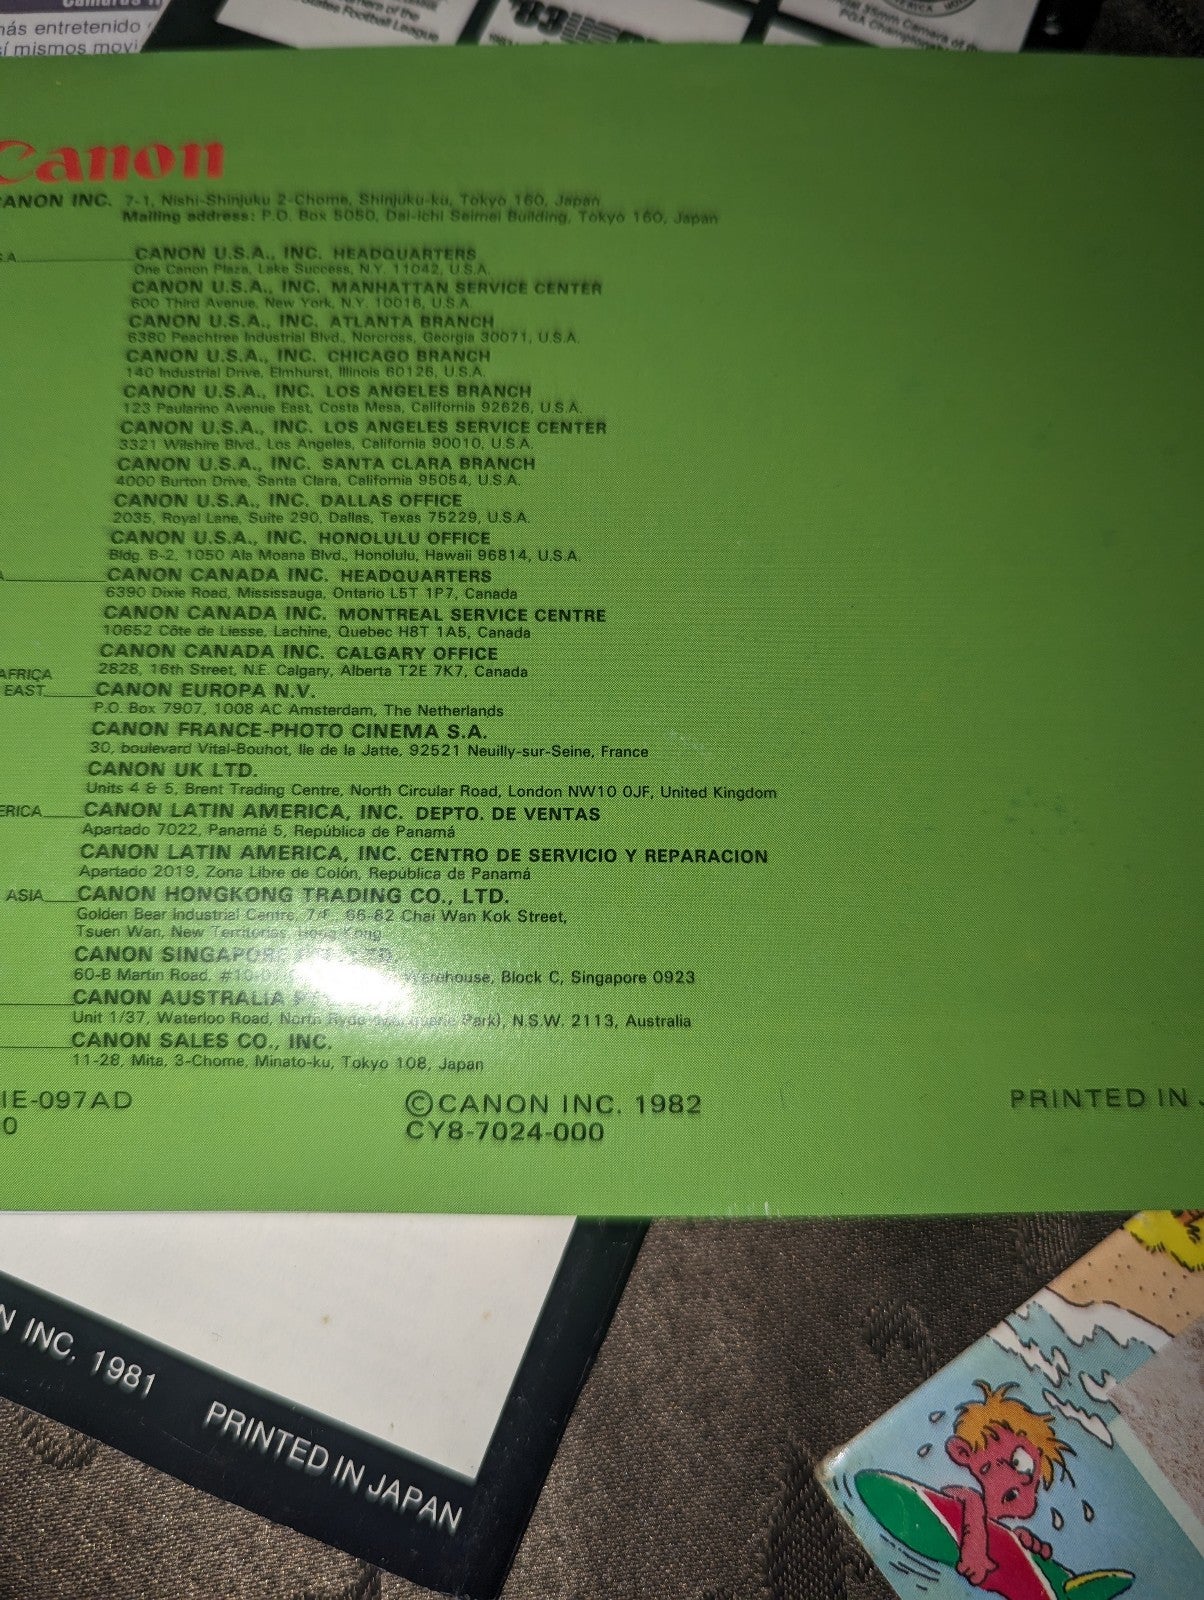 más entretenido
sí mismos movi
States Football League
'83
PGA Champion
Canon
CANON INC. 7-1, Nishi-Shinjuku 2-Chome, Shinjuku-ku, Tokyo 160, Japan
Mailing address: P.O. Box 5050, Dai-ichi Seimei Building, Tokyo 160, Japan
S.A. CANON U.S.A., INC. HEADQUARTERS
One Canon Plaza, Lake Success, N.Y. 11042, U.S.A.
CANON U.S.A., INC. MANHATTAN SERVICE CENTER
600 Third Avenue, New York, N.Y. 10016, U.S.A.
CANON U.S.A., INC. ATLANTA BRANCH
6380 Peachtree Industrial Blvd., Norcross, Georgia 30071, U.S.A.
CANON U.S.A., INC. CHICAGO BRANCH
140 Industrial Drive, Elmhurst, Illinois 60126, U.S.A.
CANON U.S.A., INC. LOS ANGELES BRANCH
123 Paularino Avenue East, Costa Mesa, California 92626, U.S.A.
CANON U.S.A., INC. LOS ANGELES SERVICE CENTER
3321 Wilshire Blvd., Los Angeles, California 90010, U.S.A.
CANON U.S.A., INC. SANTA CLARA BRANCH
4000 Burton Drive, Santa Clara, California 95054, U.S.A.
CANON U.S.A., INC. DALLAS OFFICE
2035, Royal Lane, Suite 290, Dallas, Texas 75229, U.S.A.
CANON U.S.A., INC. HONOLULU OFFICE
Bldg. B-2, 1050 Ala Moana Blvd., Honolulu, Hawaii 96814, U.S.A.
A CANON CANADA INC. HEADQUARTERS
6390 Dixie Road, Mississauga, Ontario L5T 1P7, Canada
CANON CANADA INC. MONTREAL SERVICE CENTRE
10652 Côte de Liesse, Lachine, Quebec H8T 1A5, Canada
CANON CANADA INC. CALGARY OFFICE
2828, 16th Street, N.E. Calgary, Alberta T2E 7K7, Canada
AFRICA
EAST CANON EUROPA N.V.
P.O. Box 7907, 1008 AC Amsterdam, The Netherlands
CANON FRANCE-PHOTO CINEMA S.A.
30, boulevard Vital-Bouhot, Ile de la Jatte, 92521 Neuilly-sur-Seine, France
CANON UK LTD.
Units 4 & 5, Brent Trading Centre, North Circular Road, London NW10 0JF, United Kingdom
ERICA CANON LATIN AMERICA, INC. DEPTO. DE VENTAS
Apartado 7022, Panamá 5, República de Panamá
CANON LATIN AMERICA, INC. CENTRO DE SERVICIO Y REPARACION
Apartado 2019, Zona Libre de Colón, República de Panamá
ASIA CANON HONGKONG TRADING CO., LTD.
Golden Bear Industrial Centre, 7/F, 66-82 Chai Wan Kok Street,
Tsuen Wan, New Territories, Hong Kong
CANON SINGAPORE LTD.
60-B Martin Road, Warehouse, Block C, Singapore 0923
CANON AUSTRALIA
Unit 1/37, Waterloo Road, North Ryde (Macquarie Park), N.S.W. 2113, Australia
CANON SALES CO., INC.
11-28, Mita, 3-Chome, Minato-ku, Tokyo 108, Japan
IE-097AD
0
©CANON INC. 1982
CY8-7024-000
PRINTED IN J
N INC. 1981
PRINTED IN JAPAN